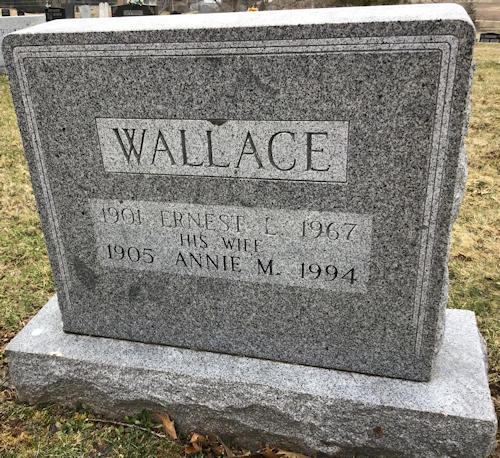 WALLACE
1901 ERNEST L. 1967
HIS WIFE
1905 ANNIE M. 1994